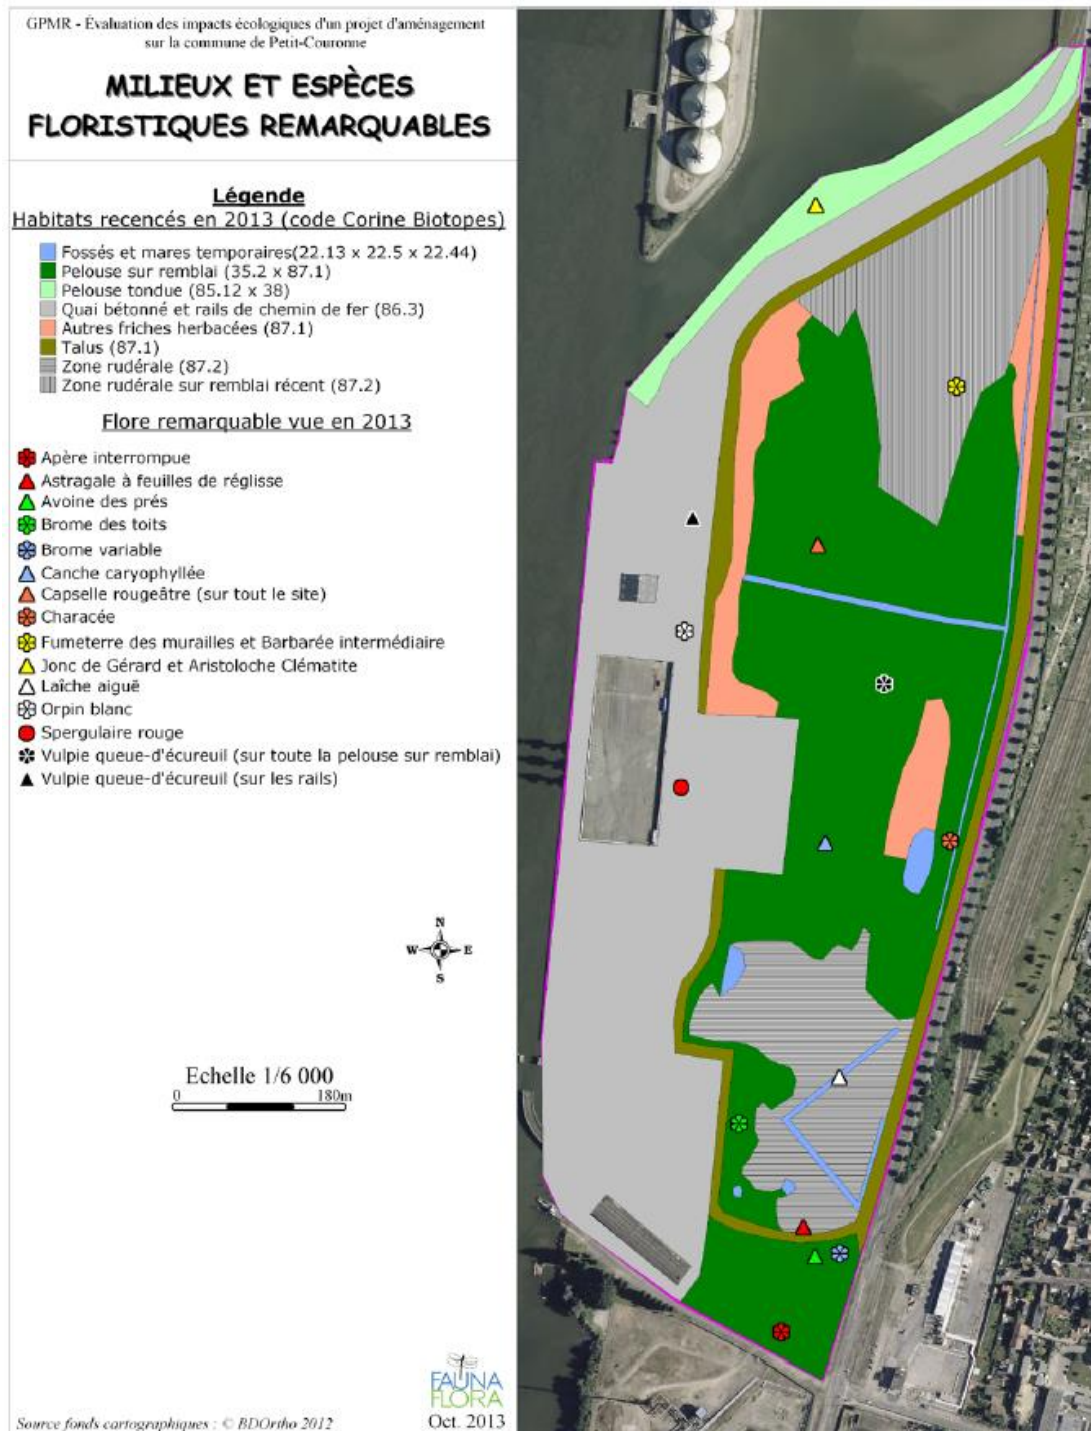 GPMR - Évaluation des impacts écologiques d'un projet d'aménagement
sur la commune de Petit-Couronne
MILIEUX ET ESPÈCES
FLORISTIQUES REMARQUABLES
Légende
Habitats recencés en 2013 (code Corine Biotopes)
Fossés et mares temporaires(22.13 x 22.5 x 22.44)
Pelouse sur remblai (35.2 x 87.1)
Pelouse tondue (85.12 x 38)
Quai bétonné et rails de chemin de fer (86.3)
Autres friches herbacées (87.1)
Talus (87.1)
Zone rudérale (87.2)
Zone rudérale sur remblai récent (87.2)
Flore remarquable vue en 2013
Apère interrompue
Astragale à feuilles de réglisse
Avoine des prés
Brome des toits
Brome variable
Canche caryophyllée
Capselle rougeâtre (sur tout le site)
Characée
Fumeterre des murailles et Barbarée intermédiaire
Jonc de Gérard et Aristoloche Clématite
Laîche aiguë
Orpin blanc
Spergulaire rouge
Vulpie queue-d'écureuil (sur toute la pelouse sur remblai)
Vulpie queue-d'écureuil (sur les rails)
N
W E
S
Echelle 1/6 000
0 180m
FAUNA
FLORA
Oct. 2013
Source fonds cartographiques : © BDOrtho 2012